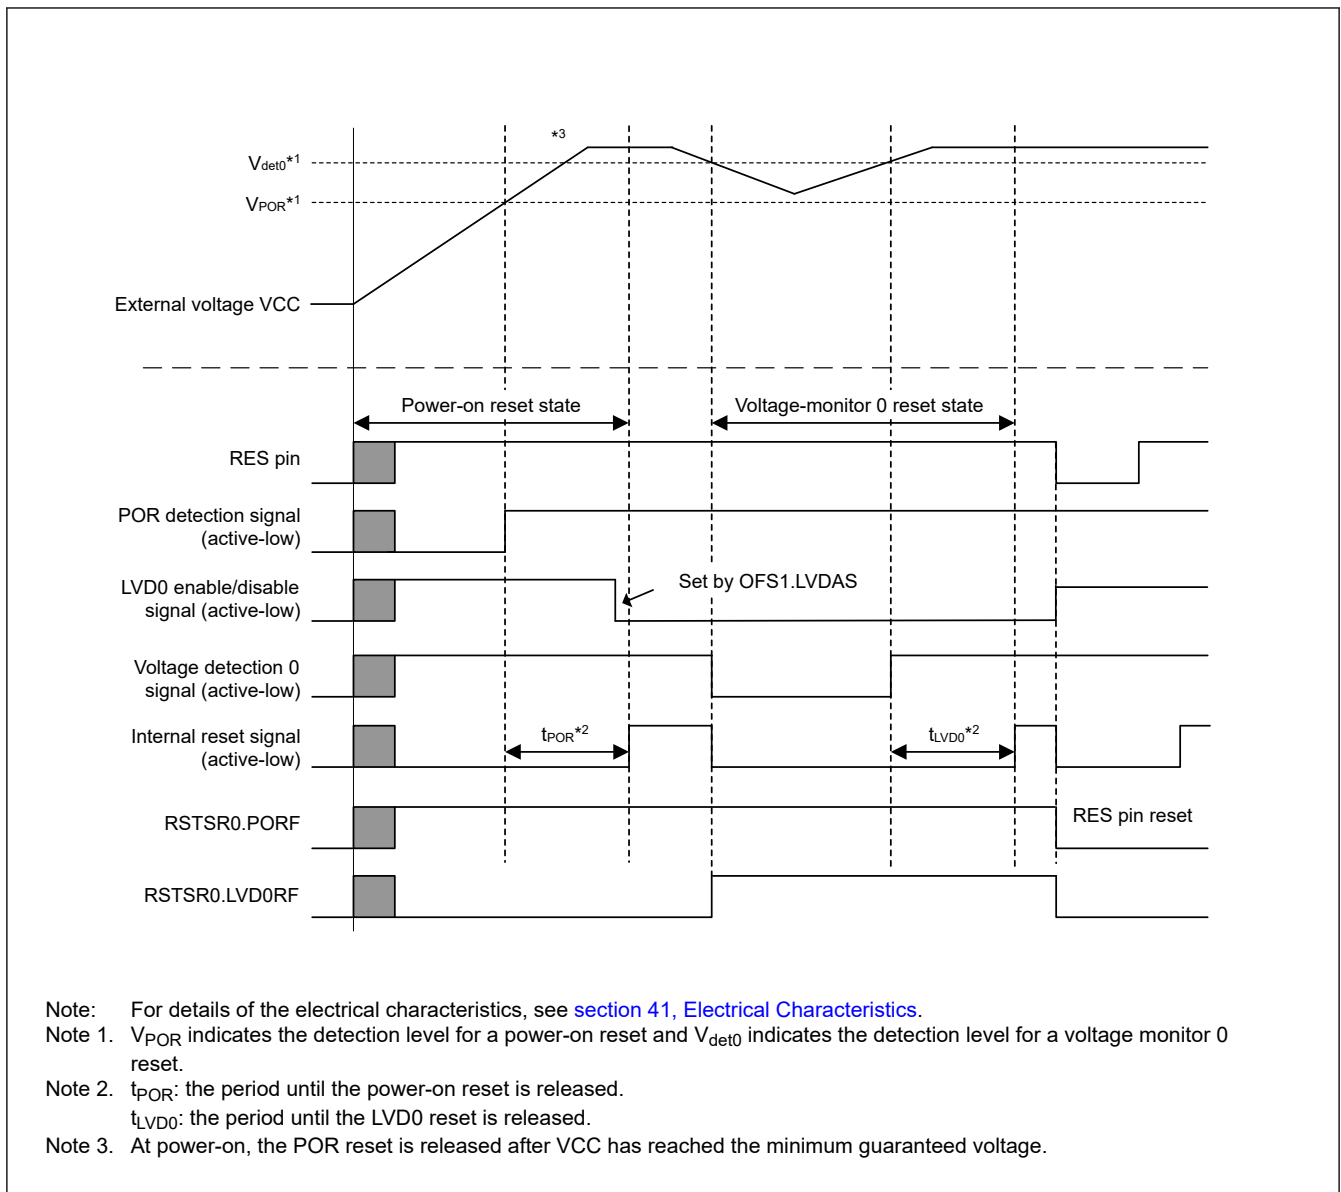 *3
Vdet0*1
VPOR*1
External voltage VCC
Power-on reset state
Voltage-monitor 0 reset state
RES pin
POR detection signal
(active-low)
LVD0 enable/disable
signal (active-low)
Set by OFS1.LVDAS
Voltage detection 0
signal (active-low)
Internal reset signal
(active-low)
tPOR*2
tLVD0*2
RSTSR0.PORF
RES pin reset
RSTSR0.LVD0RF
Note: For details of the electrical characteristics, see section 41, Electrical Characteristics.
Note 1. VPOR indicates the detection level for a power-on reset and Vdet0 indicates the detection level for a voltage monitor 0
reset.
Note 2. tPOR: the period until the power-on reset is released.
tLVD0: the period until the LVD0 reset is released.
Note 3. At power-on, the POR reset is released after VCC has reached the minimum guaranteed voltage.